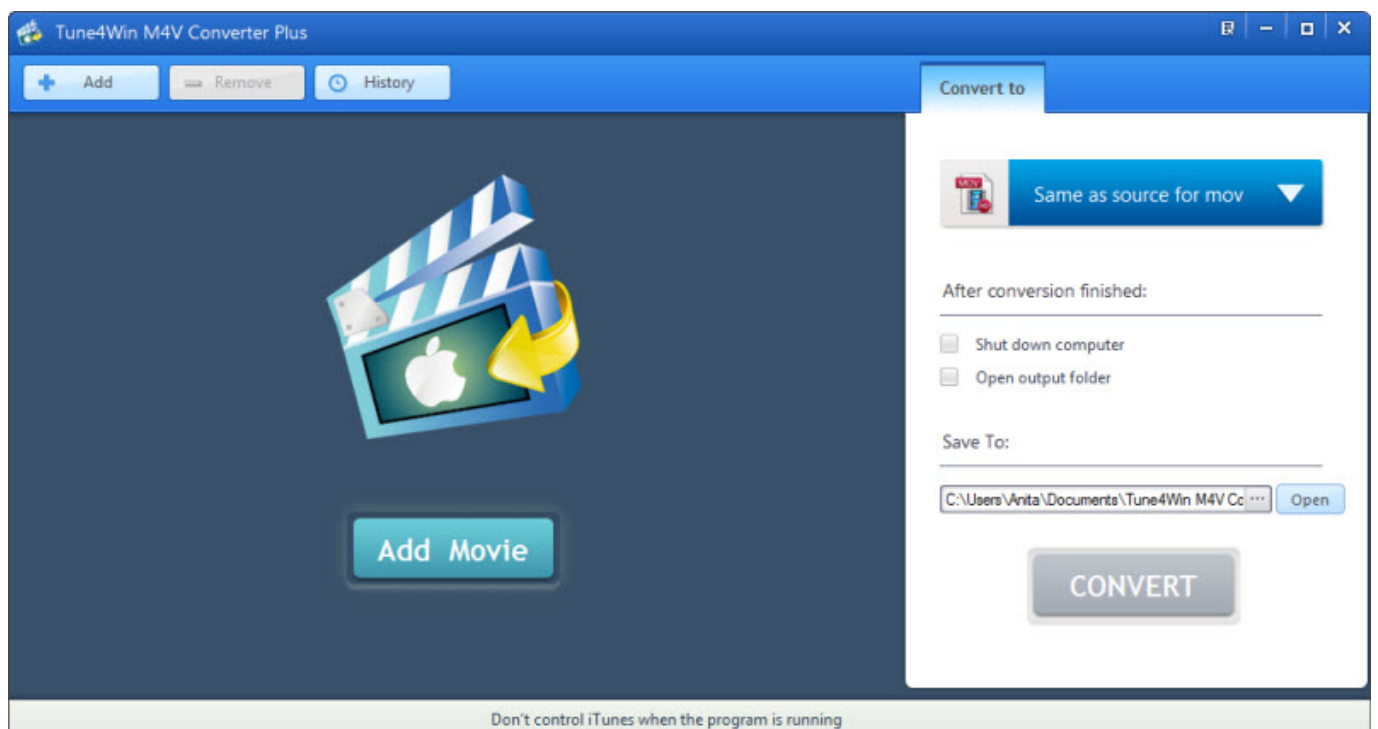 Tune4Win M4V Converter Plus
Add
Remove
History
Convert to
MOV
Same as source for mov
After conversion finished:
Shut down computer
Open output folder
Save To:
C:\Users\Anita\Documents\Tune4Win M4V Cc ...
Open
Add Movie
CONVERT
Don't control iTunes when the program is running